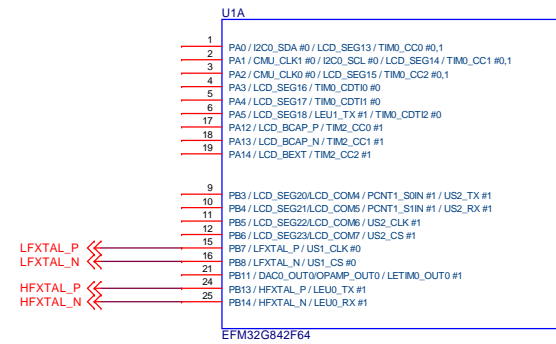 U1A
1 PA0 / I2C0_SDA #0 / LCD_SEG13 / TIM0_CC0 #0,1
2 PA1 / CMU_CLK1 #0 / I2C0_SCL #0 / LCD_SEG14 / TIM0_CC1 #0,1
3 PA2 / CMU_CLK0 #0 / LCD_SEG15 / TIM0_CC2 #0,1
4 PA3 / LCD_SEG16 / TIM0_CDTI0 #0
5 PA4 / LCD_SEG17 / TIM0_CDTI1 #0
6 PA5 / LCD_SEG18 / LEU1_TX #1 / TIM0_CDTI2 #0
17 PA12 / LCD_BCAP_P / TIM2_CC0 #1
18 PA13 / LCD_BCAP_N / TIM2_CC1 #1
19 PA14 / LCD_BEXT / TIM2_CC2 #1
9 PB3 / LCD_SEG20/LCD_COM4 / PCNT1_S0IN #1 / US2_TX #1
10 PB4 / LCD_SEG21/LCD_COM5 / PCNT1_S1IN #1 / US2_RX #1
11 PB5 / LCD_SEG22/LCD_COM6 / US2_CLK #1
12 PB6 / LCD_SEG23/LCD_COM7 / US2_CS #1
LFXTAL_P 15 PB7 / LFXTAL_P / US1_CLK #0
LFXTAL_N 16 PB8 / LFXTAL_N / US1_CS #0
21 PB11 / DAC0_OUT0/OPAMP_OUT0 / LETIM0_OUT0 #1
HFXTAL_P 24 PB13 / HFXTAL_P / LEU0_TX #1
HFXTAL_N 25 PB14 / HFXTAL_N / LEU0_RX #1
EFM32G842F64